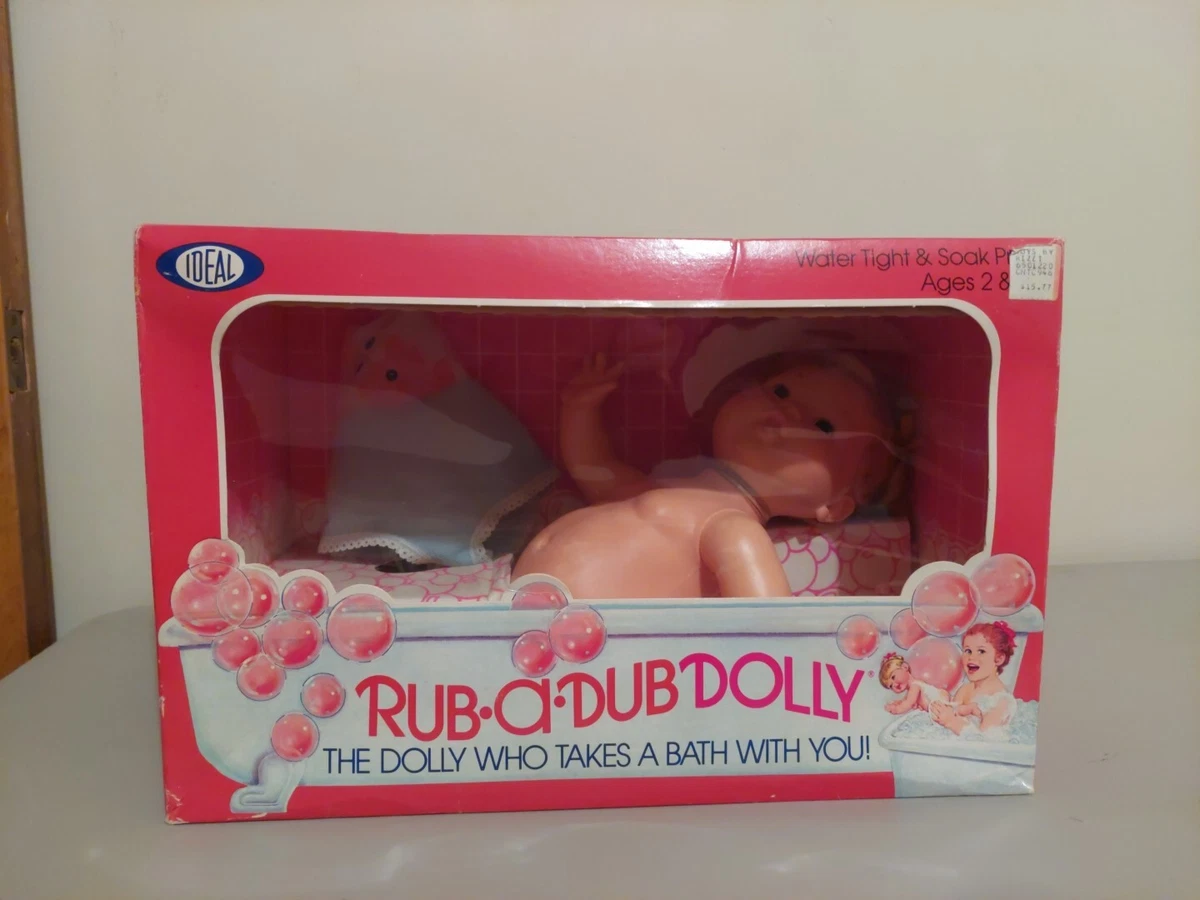 IDEAL
Water Tight & Soak
Ages 2 &
RUB·A·DUB DOLLY®
THE DOLLY WHO TAKES A BATH WITH YOU!